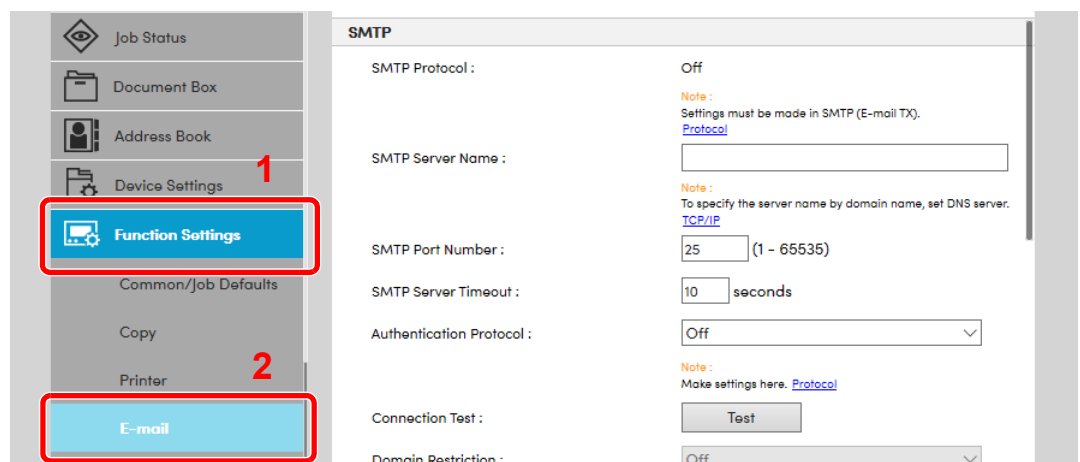 Job Status
Document Box
Address Book
1
Device Settings
Function Settings
Common/Job Defaults
Copy
2
Printer
E-mail
SMTP
SMTP Protocol : Off
Note :
Settings must be made in SMTP (E-mail TX).
Protocol
SMTP Server Name :
Note :
To specify the server name by domain name, set DNS server.
TCP/IP
SMTP Port Number : 25 (1 - 65535)
SMTP Server Timeout : 10 seconds
Authentication Protocol : Off
Note :
Make settings here. Protocol
Connection Test : Test
Domain Restriction : Off